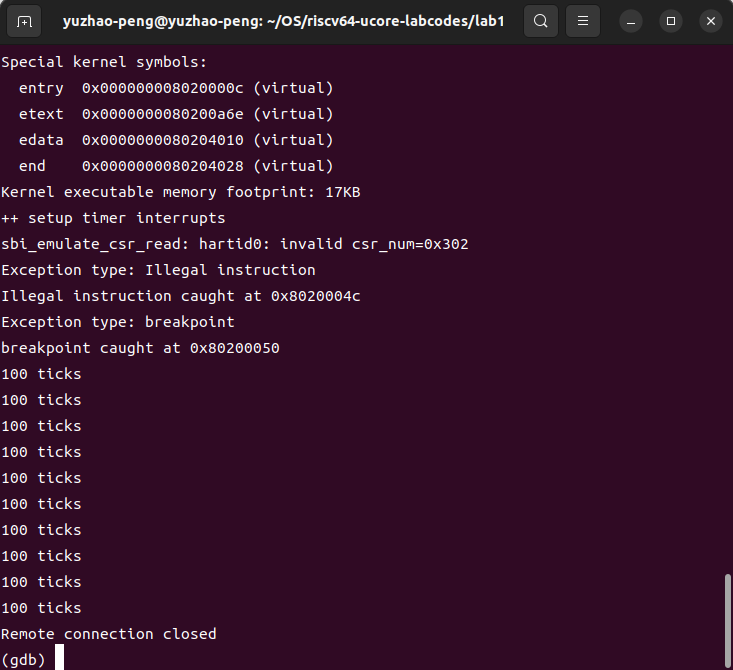 yuzhao-peng@yuzhao-peng: ~/OS/riscv64-ucore-labcodes/lab1
Special kernel symbols:
  entry  0x000000008020000c (virtual)
  etext  0x0000000080200a6e (virtual)
  edata  0x0000000080204010 (virtual)
  end    0x0000000080204028 (virtual)
Kernel executable memory footprint: 17KB
++ setup timer interrupts
sbi_emulate_csr_read: hartid0: invalid csr_num=0x302
Exception type: Illegal instruction
Illegal instruction caught at 0x8020004c
Exception type: breakpoint
breakpoint caught at 0x80200050
100 ticks
100 ticks
100 ticks
100 ticks
100 ticks
100 ticks
100 ticks
100 ticks
100 ticks
100 ticks
Remote connection closed
(gdb)